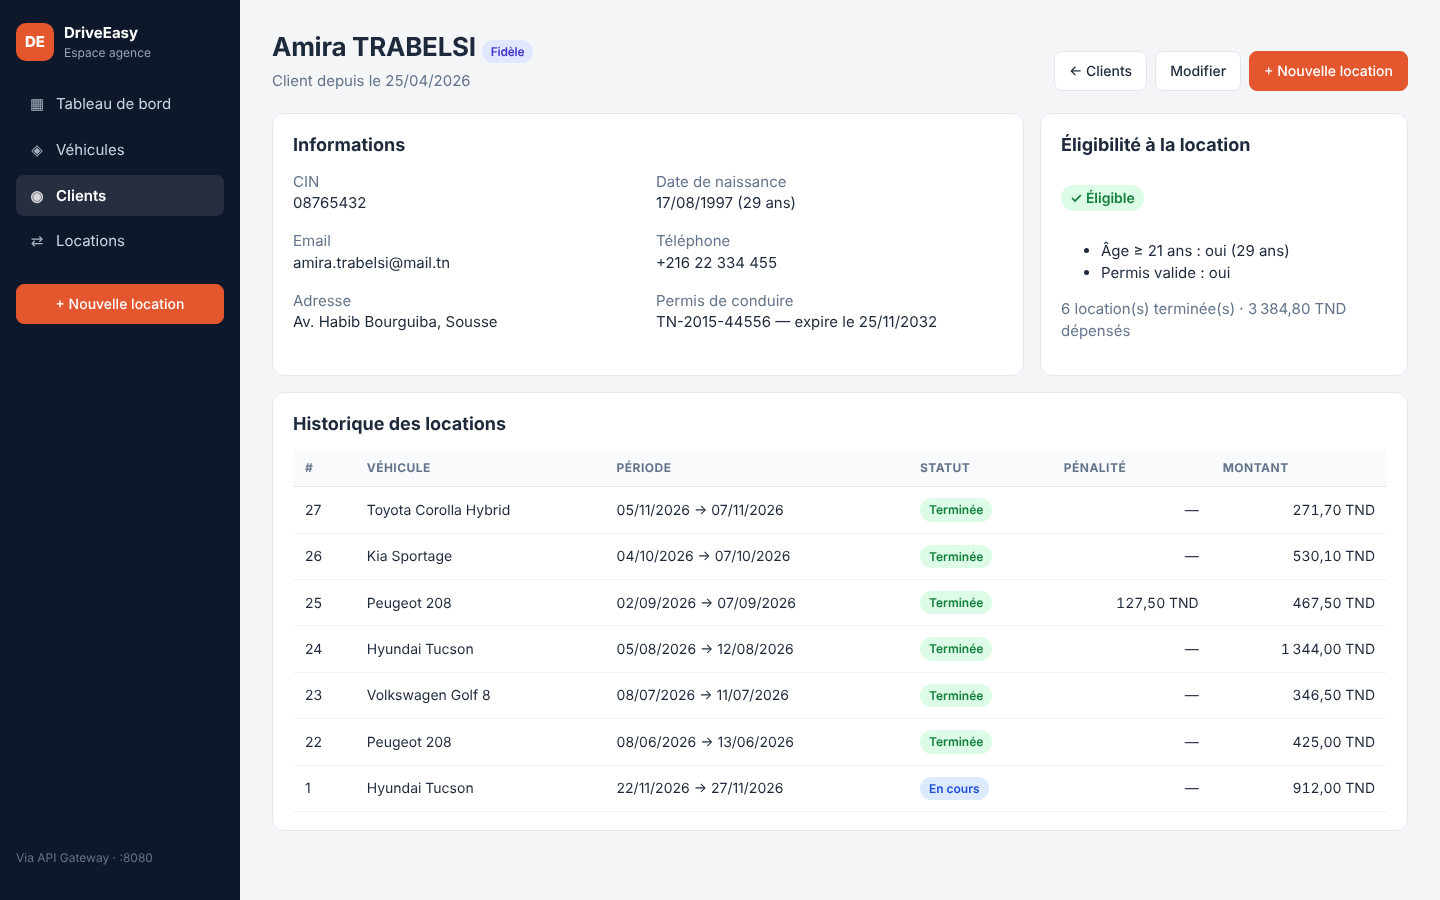 DE
DriveEasy
Espace agence
Tableau de bord
Véhicules
Clients
Locations
+ Nouvelle location
Via API Gateway · :8080
Amira TRABELSI Fidèle
Client depuis le 25/04/2026
← Clients
Modifier
+ Nouvelle location
Informations
CIN
08765432
Date de naissance
17/08/1997 (29 ans)
Email
amira.trabelsi@mail.tn
Téléphone
+216 22 334 455
Adresse
Av. Habib Bourguiba, Sousse
Permis de conduire
TN-2015-44556 — expire le 25/11/2032
Éligibilité à la location
✓ Éligible
• Âge ≥ 21 ans : oui (29 ans)
• Permis valide : oui
6 location(s) terminée(s) · 3 384,80 TND
dépensés
Historique des locations
# VÉHICULE PÉRIODE STATUT PÉNALITÉ MONTANT
27 Toyota Corolla Hybrid 05/11/2026 → 07/11/2026 Terminée — 271,70 TND
26 Kia Sportage 04/10/2026 → 07/10/2026 Terminée — 530,10 TND
25 Peugeot 208 02/09/2026 → 07/09/2026 Terminée 127,50 TND 467,50 TND
24 Hyundai Tucson 05/08/2026 → 12/08/2026 Terminée — 1 344,00 TND
23 Volkswagen Golf 8 08/07/2026 → 11/07/2026 Terminée — 346,50 TND
22 Peugeot 208 08/06/2026 → 13/06/2026 Terminée — 425,00 TND
1 Hyundai Tucson 22/11/2026 → 27/11/2026 En cours — 912,00 TND